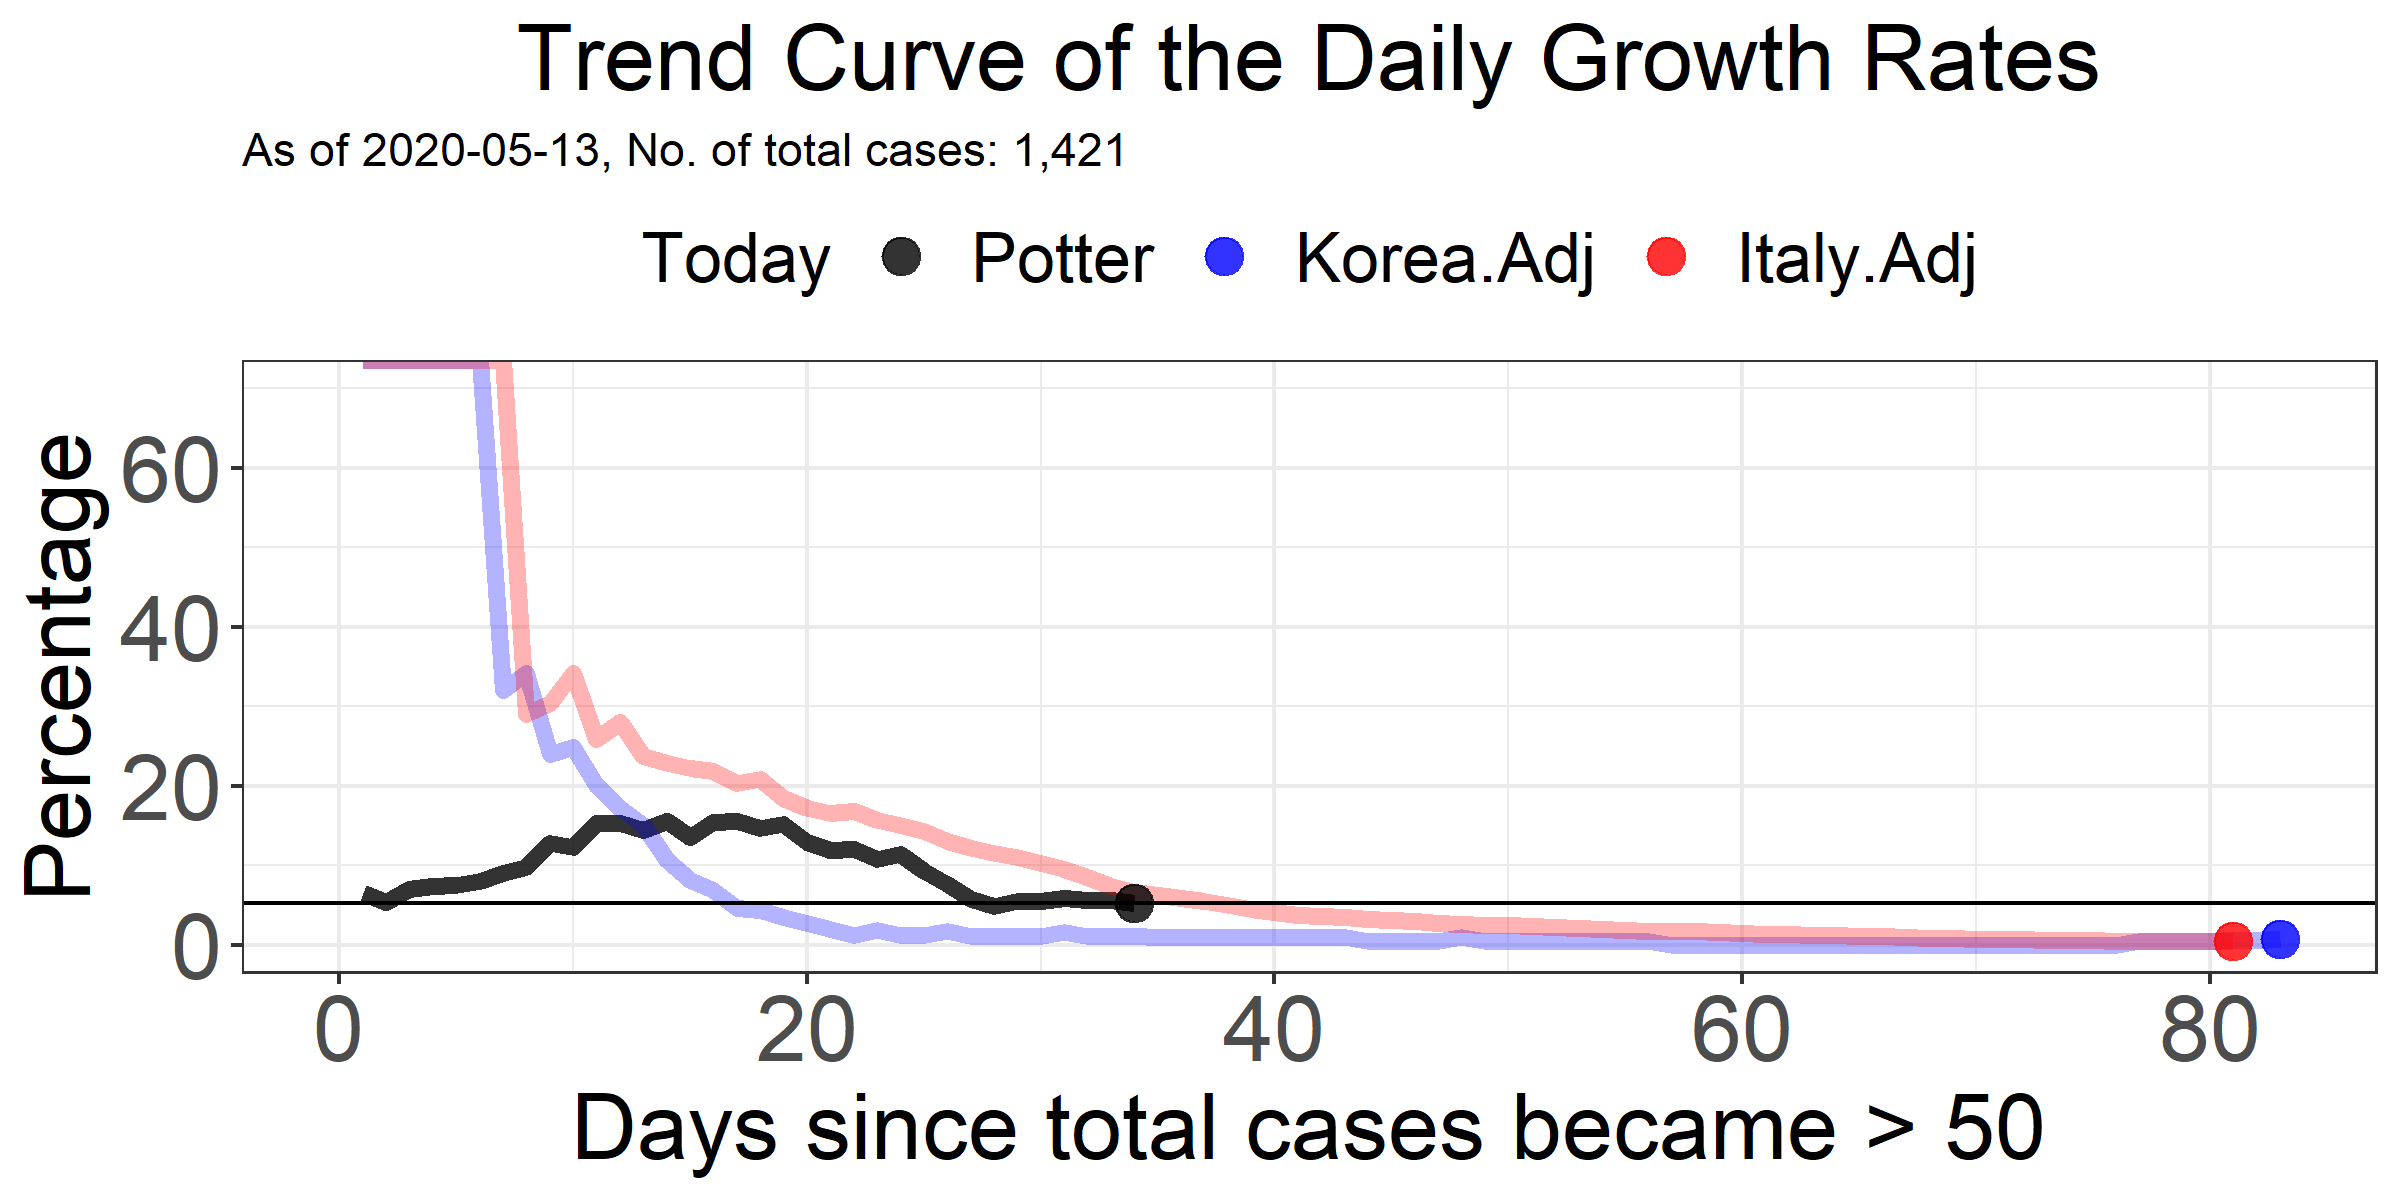 Trend Curve of the Daily Growth Rates
As of 2020-05-13, No. of total cases: 1,421
Today Potter Korea.Adj Italy.Adj
Percentage
60
40
20
0
0 20 40 60 80
Days since total cases became > 50